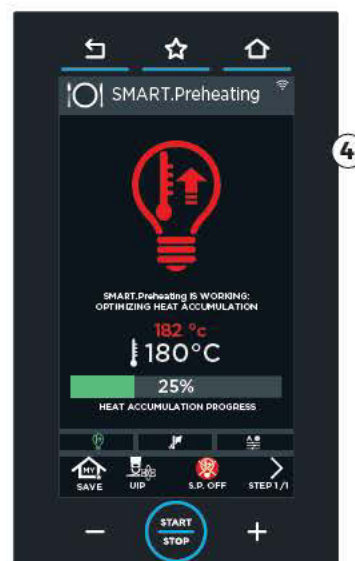 SMART.Preheating
4
SMART.Preheating IS WORKING:
OPTIMIZING HEAT ACCUMULATION
182 °c
180°C
25%
HEAT ACCUMULATION PROGRESS
MY
SAVE
UIP
S.P. OFF
STEP 1/1
START
STOP